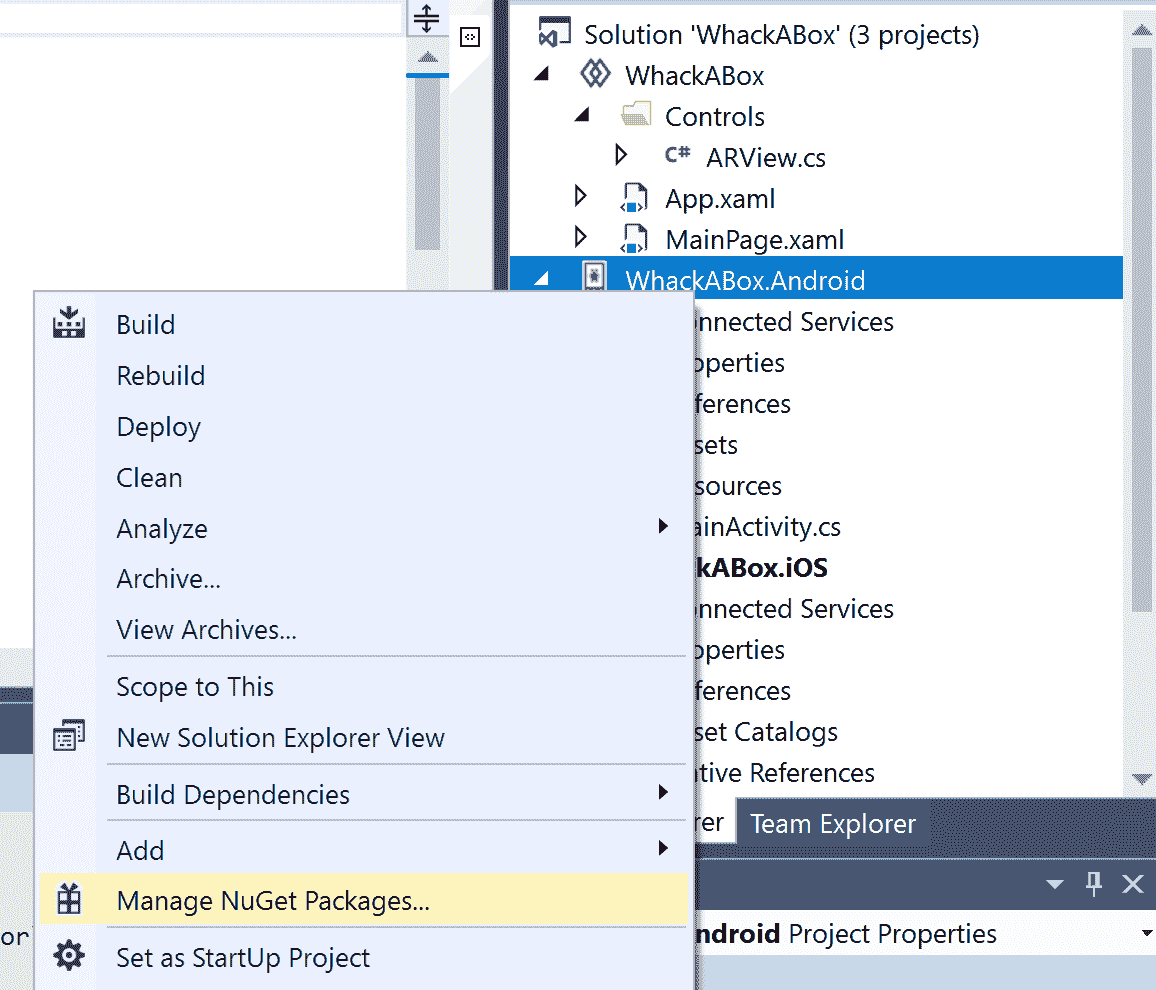 Solution 'WhackABox' (3 projects)
WhackABox
Controls
C# ARView.cs
App.xaml
MainPage.xaml
WhackABox.Android
nnected Services
operties
ferences
sets
sources
ainActivity.cs
kABox.iOS
nnected Services
operties
ferences
set Catalogs
tive References
rer
Team Explorer
ndroid Project Properties
or
Build
Rebuild
Deploy
Clean
Analyze
Archive...
View Archives...
Scope to This
New Solution Explorer View
Build Dependencies
Add
Manage NuGet Packages...
Set as StartUp Project